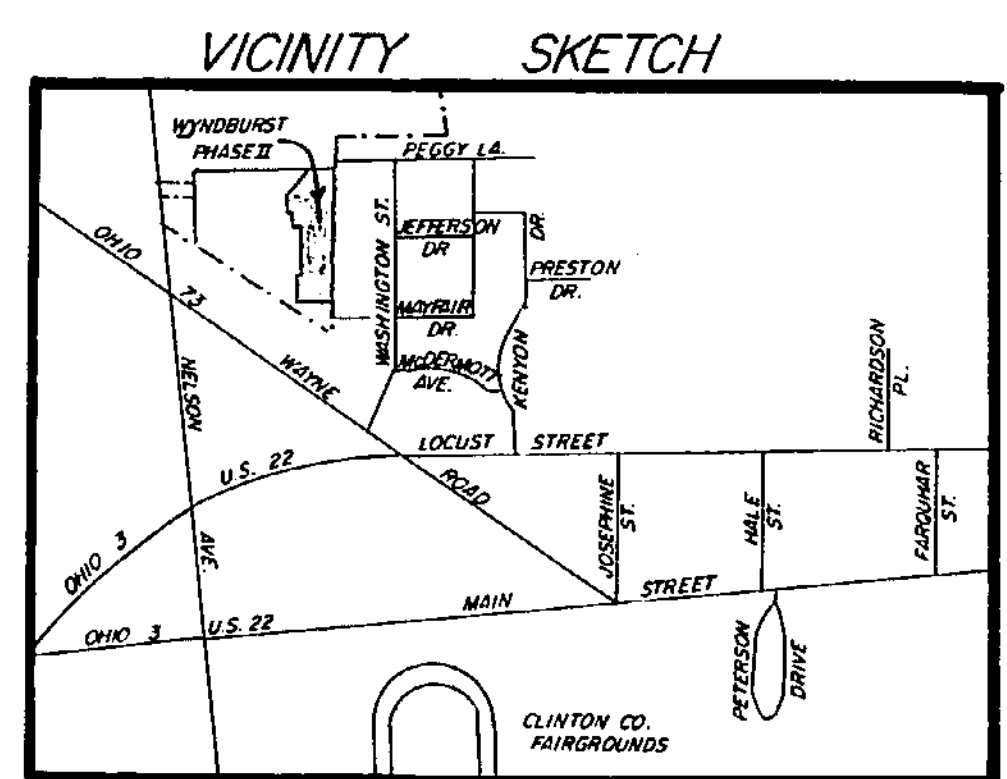 VICINITY SKETCH
WYNDBURST
PHASE II
PEGGY LA.
WASHINGTON ST.
JEFFERSON
DR.
DR.
PRESTON
DR.
MAYFAIR
DR.
OHIO
73
WAYNE
ROAD
McDERMOTT
AVE.
KENYON
NELSON
AVE.
RICHARDSON
PL.
LOCUST STREET
U.S. 22
OHIO 3
JOSEPHINE
ST.
HALE
ST.
FARQUHAR
ST.
MAIN STREET
OHIO 3
U.S. 22
PETERSON
DRIVE
CLINTON CO.
FAIRGROUNDS